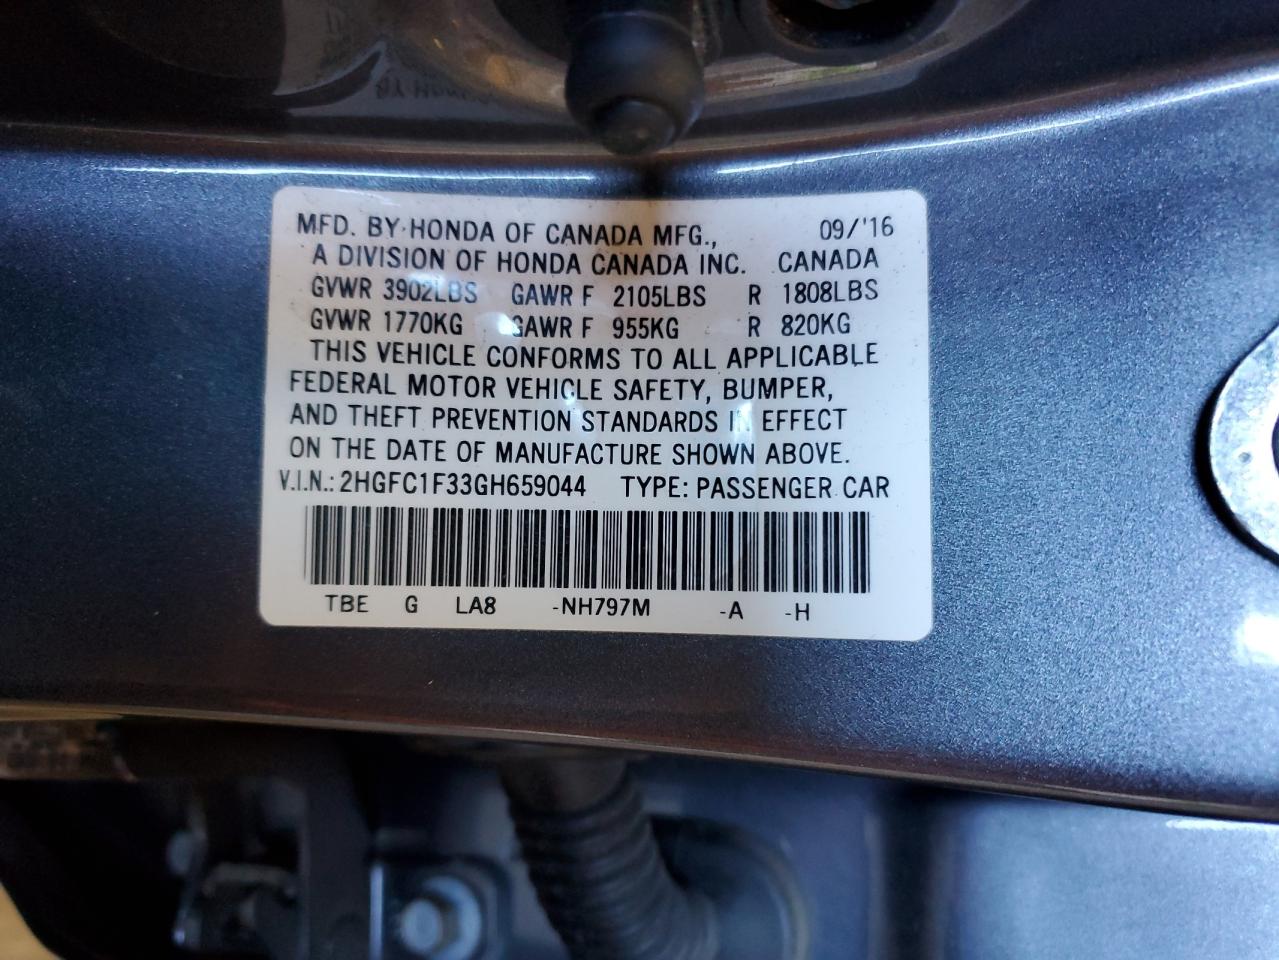 MFD. BY HONDA OF CANADA MFG., 09/'16
A DIVISION OF HONDA CANADA INC. CANADA
GVWR 3902LBS GAWR F 2105LBS R 1808LBS
GVWR 1770KG GAWR F 955KG R 820KG
THIS VEHICLE CONFORMS TO ALL APPLICABLE
FEDERAL MOTOR VEHICLE SAFETY, BUMPER,
AND THEFT PREVENTION STANDARDS IN EFFECT
ON THE DATE OF MANUFACTURE SHOWN ABOVE.
V.I.N.: 2HGFC1F33GH659044 TYPE: PASSENGER CAR
TBE G LA8 -NH797M -A -H